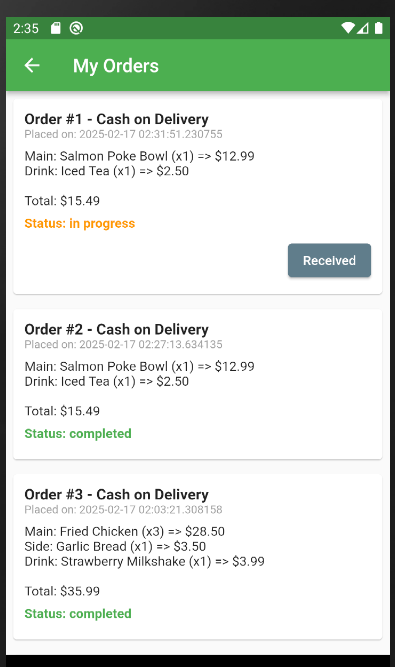 2:35
My Orders
Order #1 - Cash on Delivery
Placed on: 2025-02-17 02:31:51.230755
Main: Salmon Poke Bowl (x1) => $12.99
Drink: Iced Tea (x1) => $2.50
Total: $15.49
Status: in progress
Received
Order #2 - Cash on Delivery
Placed on: 2025-02-17 02:27:13.634135
Main: Salmon Poke Bowl (x1) => $12.99
Drink: Iced Tea (x1) => $2.50
Total: $15.49
Status: completed
Order #3 - Cash on Delivery
Placed on: 2025-02-17 02:03:21.308158
Main: Fried Chicken (x3) => $28.50
Side: Garlic Bread (x1) => $3.50
Drink: Strawberry Milkshake (x1) => $3.99
Total: $35.99
Status: completed